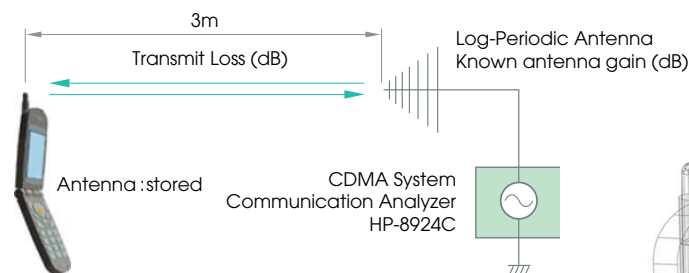 3m
Transmit Loss (dB)
Log-Periodic Antenna
Known antenna gain (dB)
Antenna : stored
CDMA System
Communication Analyzer
HP-8924C